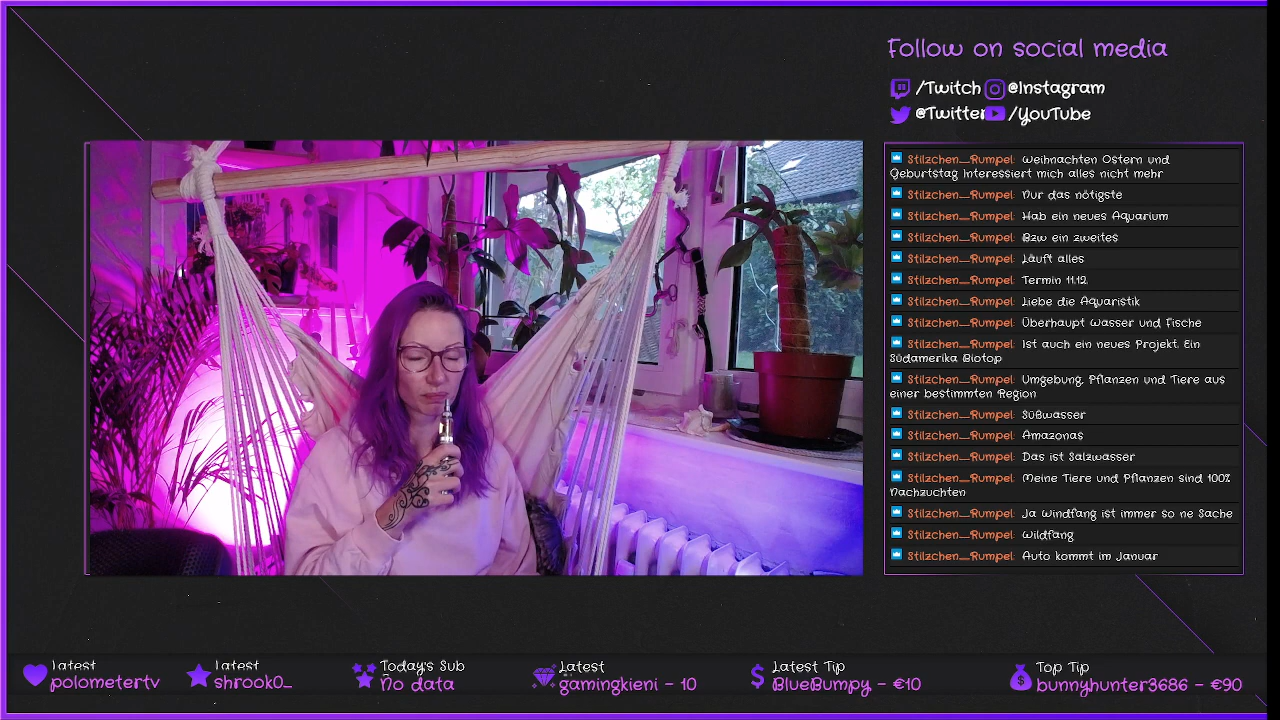 Follow on social media
/Twitch @Instagram
@Twitter /YouTube
Stilzchen__Rumpel: Weihnachten Ostern und
Geburtstag Interessiert mich alles nicht mehr
Stilzchen__Rumpel: Nur das nötigste
Stilzchen__Rumpel: Hab ein neues Aquarium
Stilzchen__Rumpel: Bzw ein zweites
Stilzchen__Rumpel: Läuft alles
Stilzchen__Rumpel: Termin 11.12.
Stilzchen__Rumpel: Liebe die Aquaristik
Stilzchen__Rumpel: Überhaupt Wasser und Fische
Stilzchen__Rumpel: Ist auch ein neues Projekt. Ein
Südamerika Biotop
Stilzchen__Rumpel: Umgebung, Pflanzen und Tiere aus
einer bestimmten Region
Stilzchen__Rumpel: Süßwasser
Stilzchen__Rumpel: Amazonas
Stilzchen__Rumpel: Das ist Salzwasser
Stilzchen__Rumpel: Meine Tiere und Pflanzen sind 100%
Nachzuchten
Stilzchen__Rumpel: Ja Windfang ist immer so ne Sache
Stilzchen__Rumpel: Wildfang
Stilzchen__Rumpel: Auto kommt im Januar
Latest
polometertv
Latest
shrook0_
Today's Sub
No data
Latest
gamingkieni - 10
Latest Tip
BlueBumpy - €10
Top Tip
bunnyhunter3686 - €90